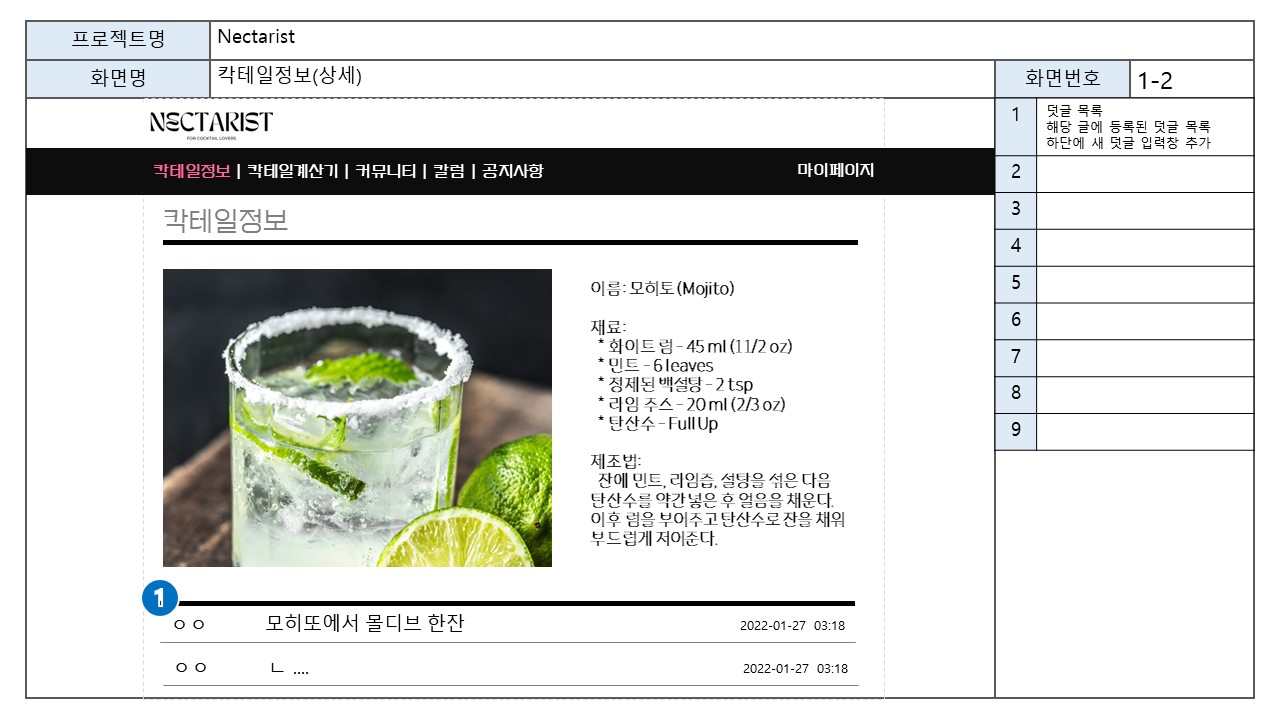 프로젝트명
Nectarist
화면명
칵테일정보(상세)
화면번호
1-2
NECTARIST
FOR COCKTAIL LOVERS
칵테일정보 | 칵테일계산기 | 커뮤니티 | 칼럼 | 공지사항
마이페이지
칵테일정보
이름: 모히토(Mojito)
재료:
* 화이트 럼 - 45 ml (1 1/2 oz)
* 민트 - 6 leaves
* 정제된 백설탕 - 2 tsp
* 라임 주스 - 20 ml (2/3 oz)
* 탄산수 - Full Up
제조법:
잔에 민트, 라임즙, 설탕을 섞은 다음
탄산수를 약간 넣은 후 얼음을 채운다.
이후 럼을 부어주고 탄산수로 잔을 채워
부드럽게 저어준다.
1
ㅇㅇ 모히또에서 몰디브 한잔 2022-01-27 03:18
ㅇㅇ ㄴ .... 2022-01-27 03:18
1
덧글 목록
해당 글에 등록된 덧글 목록
하단에 새 덧글 입력창 추가
2
3
4
5
6
7
8
9